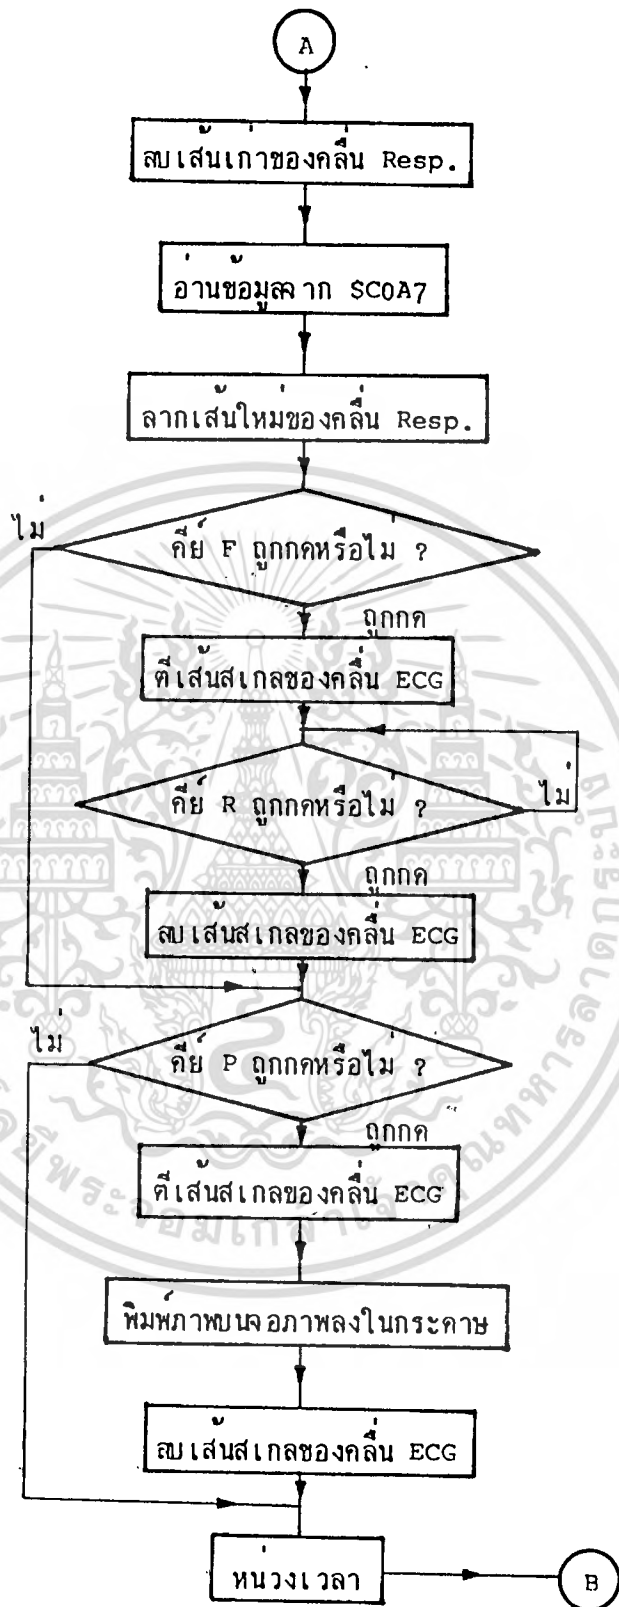 A
ลบเส้นเก่าของคลื่น Resp.
อ่านข้อมูลจาก $C0A7
ลากเส้นใหม่ของคลื่น Resp.
ไม่
คีย์ F ถูกกดหรือไม่ ?
ถูกกด
ตีเส้นสเกลของคลื่น ECG
คีย์ R ถูกกดหรือไม่ ?
ไม่
ถูกกด
ลบเส้นสเกลของคลื่น ECG
ไม่
คีย์ P ถูกกดหรือไม่ ?
ถูกกด
ตีเส้นสเกลของคลื่น ECG
พิมพ์ภาพบนจอภาพลงในกระดาษ
ลบเส้นสเกลของคลื่น ECG
หน่วงเวลา
B